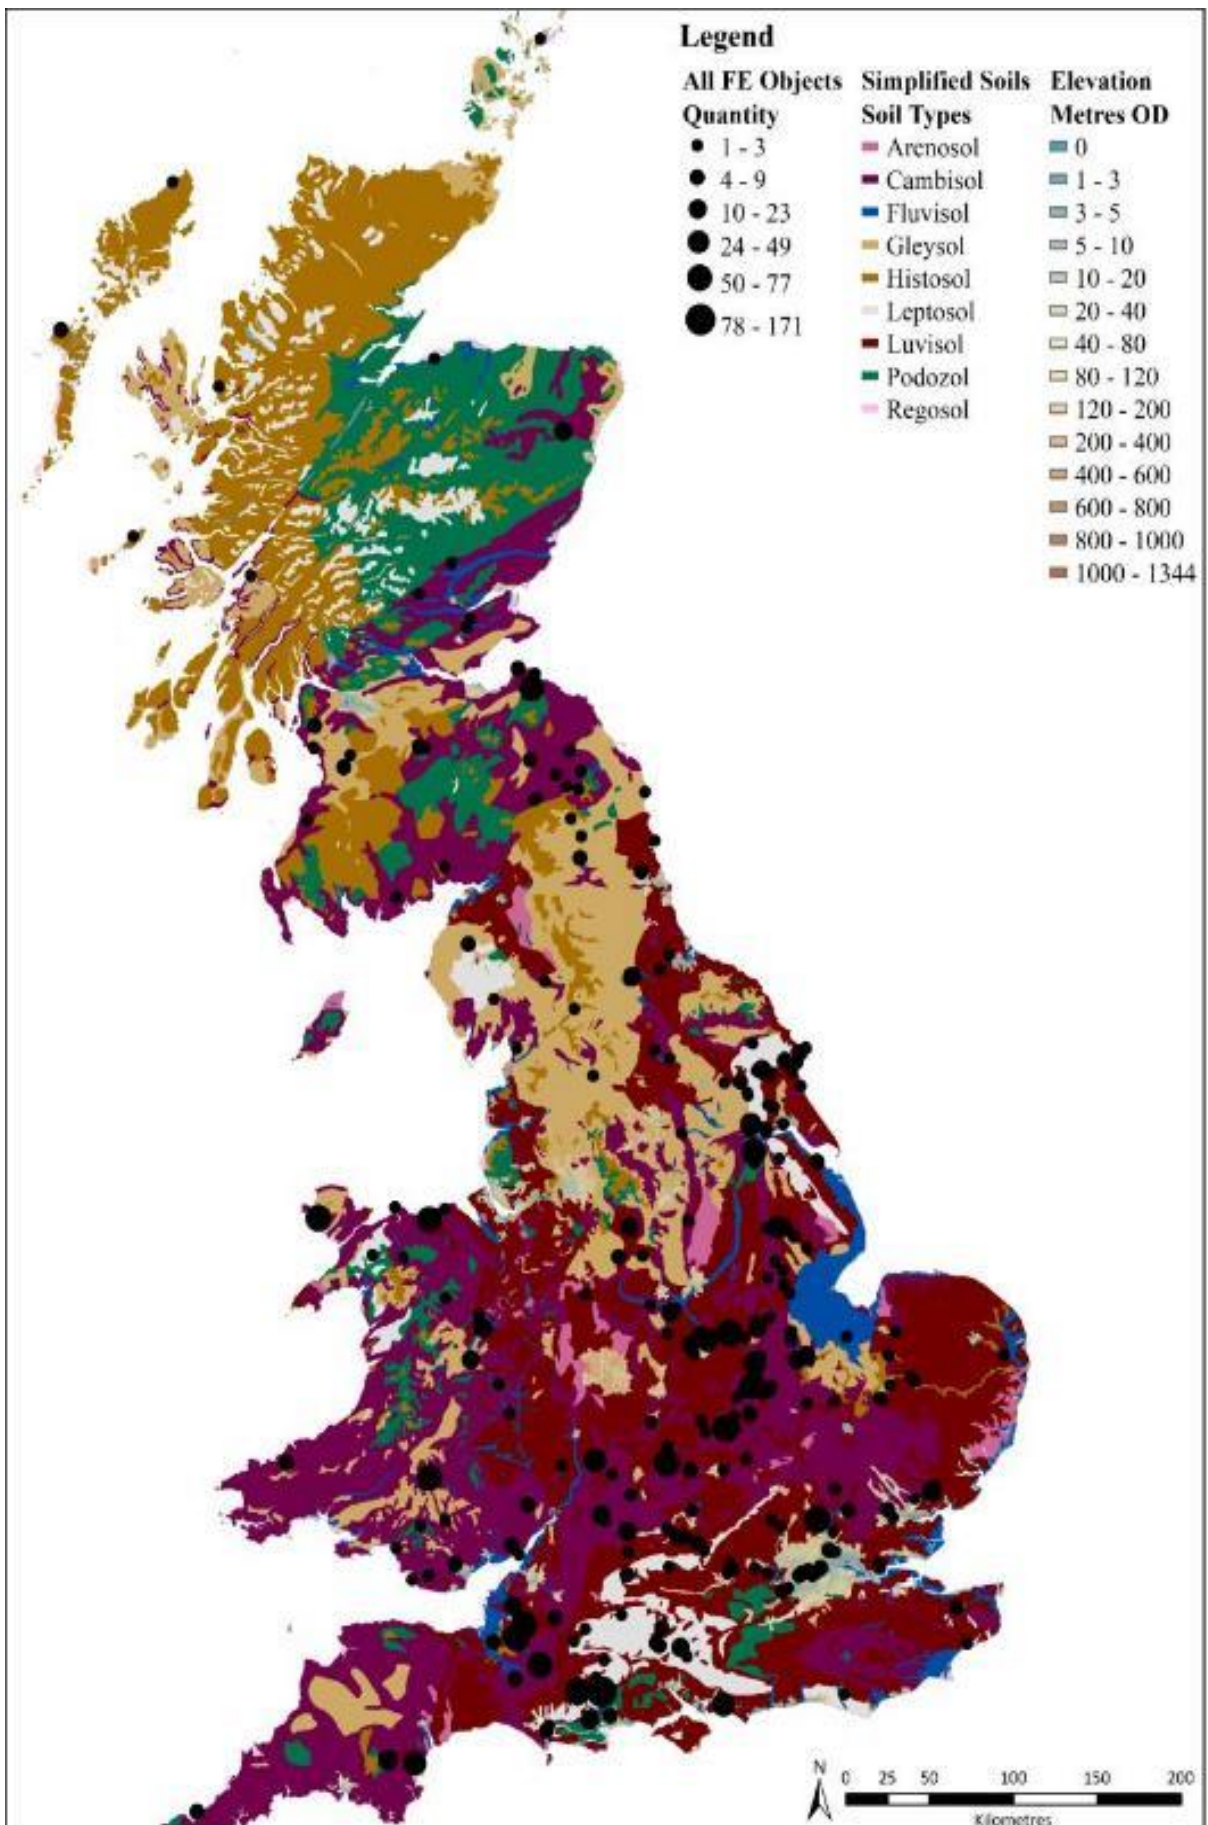 Legend
All FE Objects Simplified Soils Elevation
Quantity Soil Types Metres OD
1 - 3 Arenosol 0
4 - 9 Cambisol 1 - 3
10 - 23 Fluvisol 3 - 5
24 - 49 Gleysol 5 - 10
50 - 77 Histosol 10 - 20
78 - 171 Leptosol 20 - 40
Luvisol 40 - 80
Podozol 80 - 120
Regosol 120 - 200
200 - 400
400 - 600
600 - 800
800 - 1000
1000 - 1344
N
0 25 50 100 150 200
Kilometres